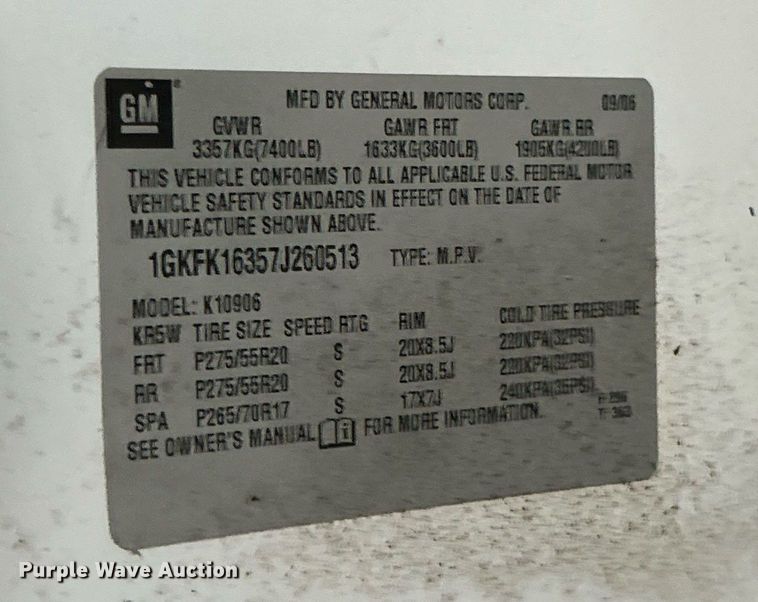 GM
MFD BY GENERAL MOTORS CORP. 09/06
GVWR GAWR FRT GAWR RR
3357KG(7400LB) 1633KG(3600LB) 1905KG(4200LB)
THIS VEHICLE CONFORMS TO ALL APPLICABLE U.S. FEDERAL MOTOR
VEHICLE SAFETY STANDARDS IN EFFECT ON THE DATE OF
MANUFACTURE SHOWN ABOVE.
1GKFK16357J260513 TYPE: M.P.V.
MODEL: K10906
KR5W TIRE SIZE SPEED RTG RIM COLD TIRE PRESSURE
FRT P275/55R20 S 20X8.5J 220KPA(32PSI)
RR P275/55R20 S 20X8.5J 220KPA(32PSI)
SPA P265/70R17 S 17X7J 240KPA(35PSI)
SEE OWNER'S MANUAL i FOR MORE INFORMATION.
Purple Wave Auction